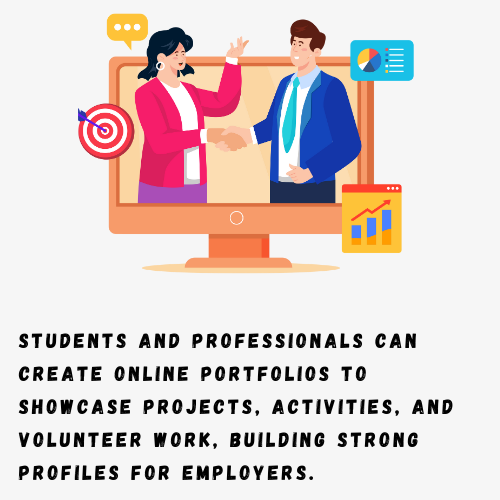 STUDENTS AND PROFESSIONALS CAN
CREATE ONLINE PORTFOLIOS TO
SHOWCASE PROJECTS, ACTIVITIES, AND
VOLUNTEER WORK, BUILDING STRONG
PROFILES FOR EMPLOYERS.